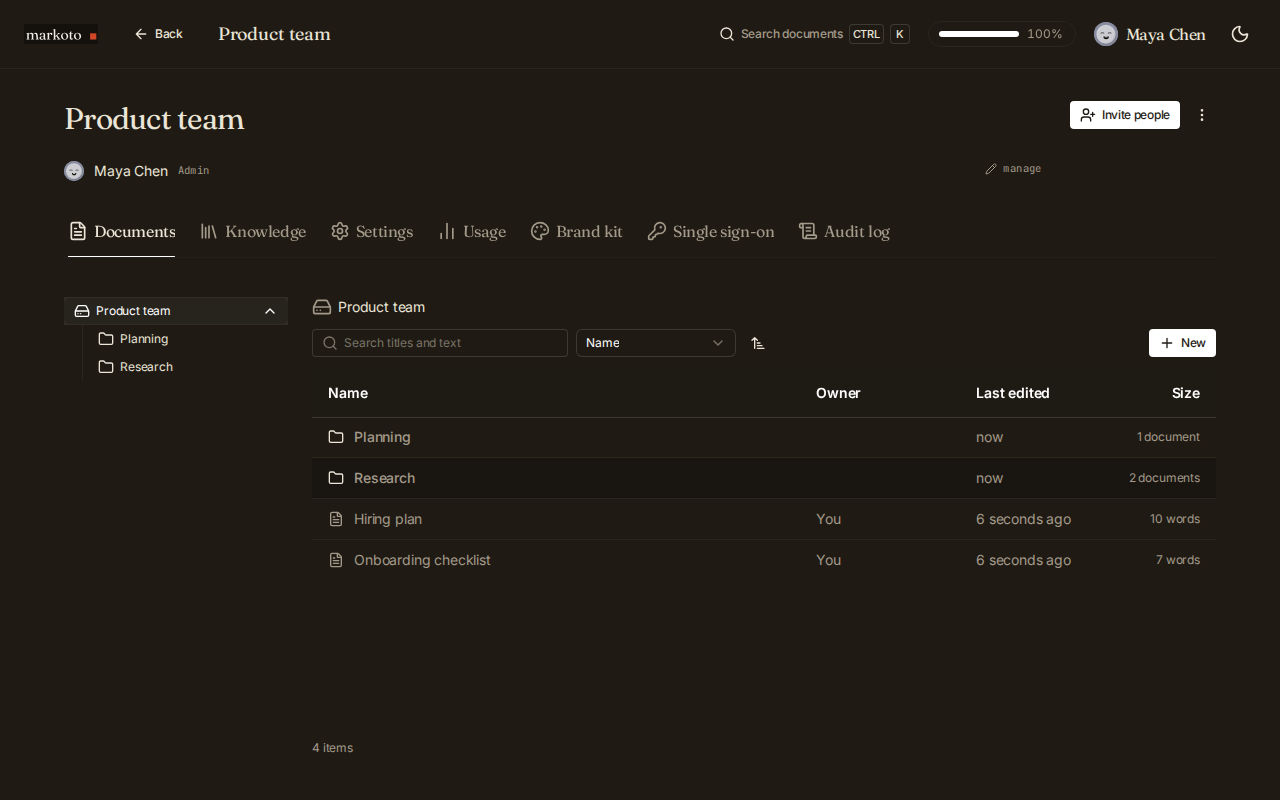 markoto
Back
Product team
Search documents CTRL K
100%
Maya Chen
Product team
Invite people
Maya Chen Admin
manage
Documents Knowledge Settings Usage Brand kit Single sign-on Audit log
Product team
Planning
Research
Product team
Search titles and text
Name
New
Name Owner Last edited Size
Planning now 1 document
Research now 2 documents
Hiring plan You 6 seconds ago 10 words
Onboarding checklist You 6 seconds ago 7 words
4 items